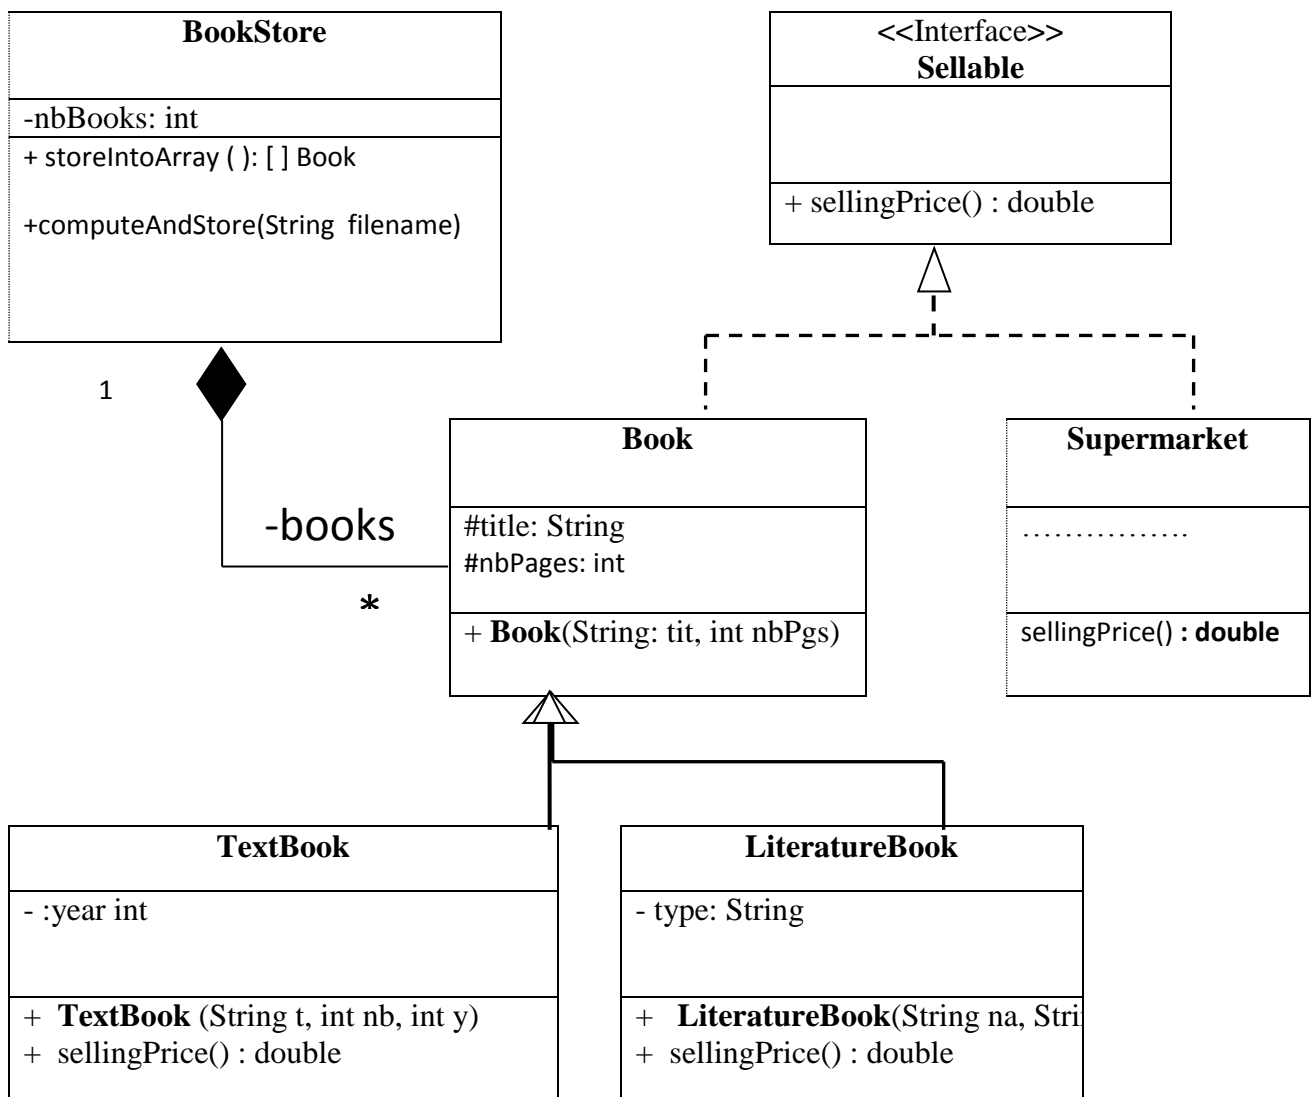 BookStore
-nbBooks: int
+ storeIntoArray ( ): [ ] Book
+computeAndStore(String filename)
<<Interface>>
Sellable
+ sellingPrice() : double
1
-books
*
Book
#title: String
#nbPages: int
+ Book(String: tit, int nbPgs)
Supermarket
................
sellingPrice() : double
TextBook
- :year int
+ TextBook (String t, int nb, int y)
+ sellingPrice() : double
LiteratureBook
- type: String
+ LiteratureBook(String na,
+ sellingPrice() : double